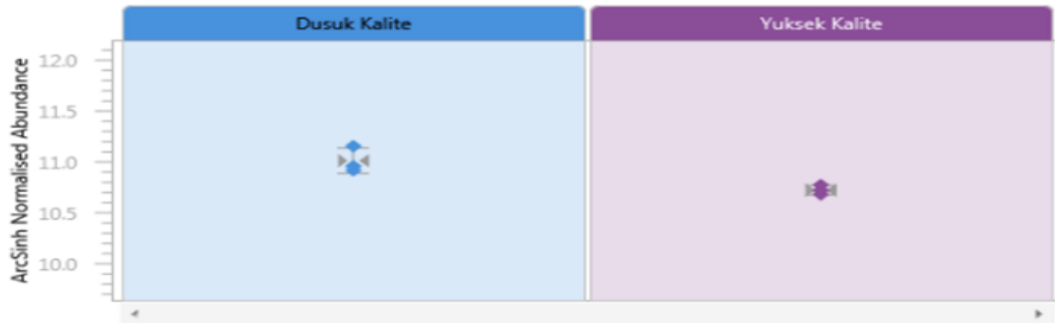 Dusuk Kalite
Yuksek Kalite
ArcSinh Normalised Abundance
12.0
11.5
11.0
10.5
10.0